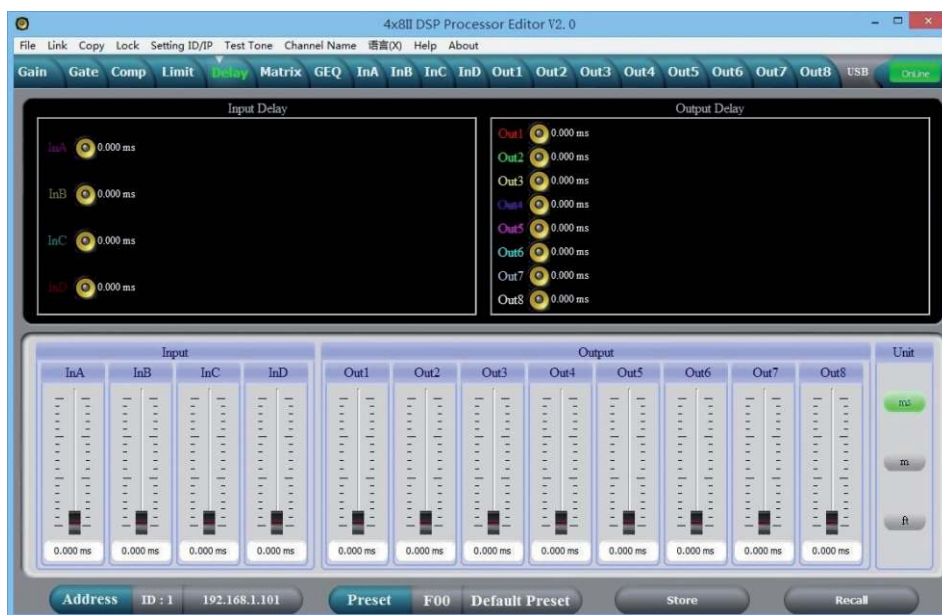 4x8II DSP Processor Editor V2. 0
File Link Copy Lock Setting ID/IP Test Tone Channel Name 语言(X) Help About
Gain Gate Comp Limit Delay Matrix GEQ InA InB InC InD Out1 Out2 Out3 Out4 Out5 Out6 Out7 Out8 USB OnLine
Input Delay Output Delay
InA 0.000 ms
InB 0.000 ms
InC 0.000 ms
InD 0.000 ms
Out1 0.000 ms
Out2 0.000 ms
Out3 0.000 ms
Out4 0.000 ms
Out5 0.000 ms
Out6 0.000 ms
Out7 0.000 ms
Out8 0.000 ms
Input Output Unit
InA InB InC InD Out1 Out2 Out3 Out4 Out5 Out6 Out7 Out8
ms
m
ft
0.000 ms 0.000 ms 0.000 ms 0.000 ms 0.000 ms 0.000 ms 0.000 ms 0.000 ms 0.000 ms 0.000 ms 0.000 ms 0.000 ms
Address ID : 1 192.168.1.101 Preset F00 Default Preset Store Recall